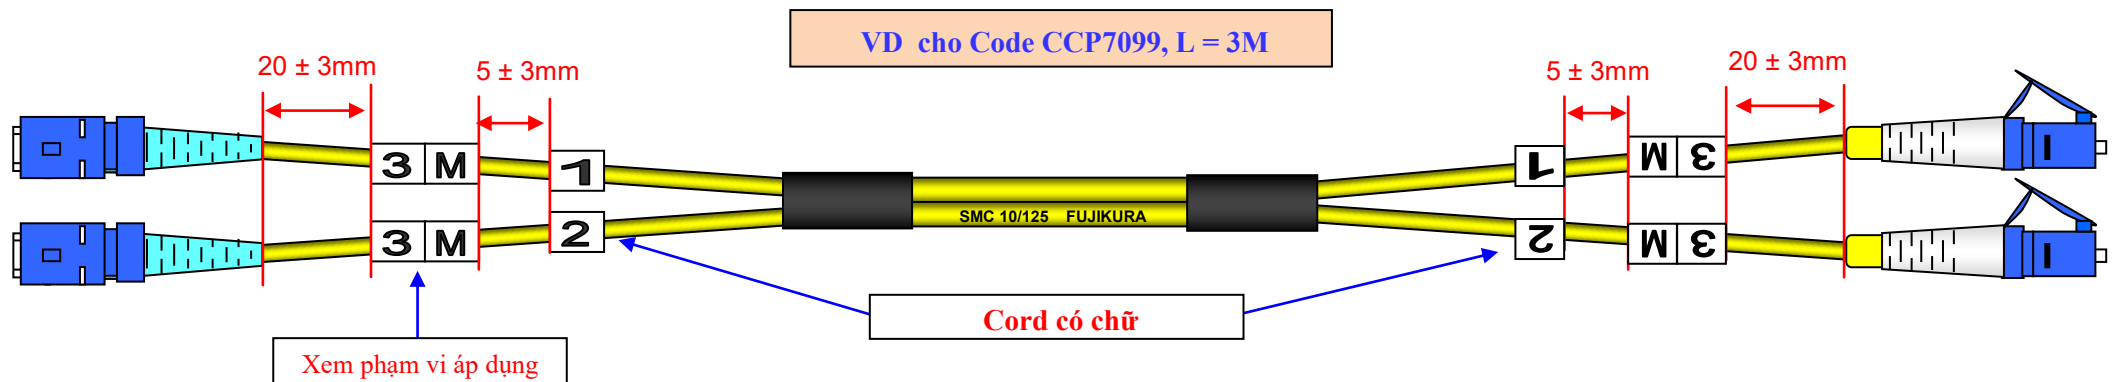 VD cho Code CCP7099, L = 3M
20 ± 3mm
5 ± 3mm
5 ± 3mm
20 ± 3mm
3 M 1
1 M 3
SMC 10/125 FUJIKURA
3 M 2
2 M 3
Cord có chữ
Xem phạm vi áp dụng